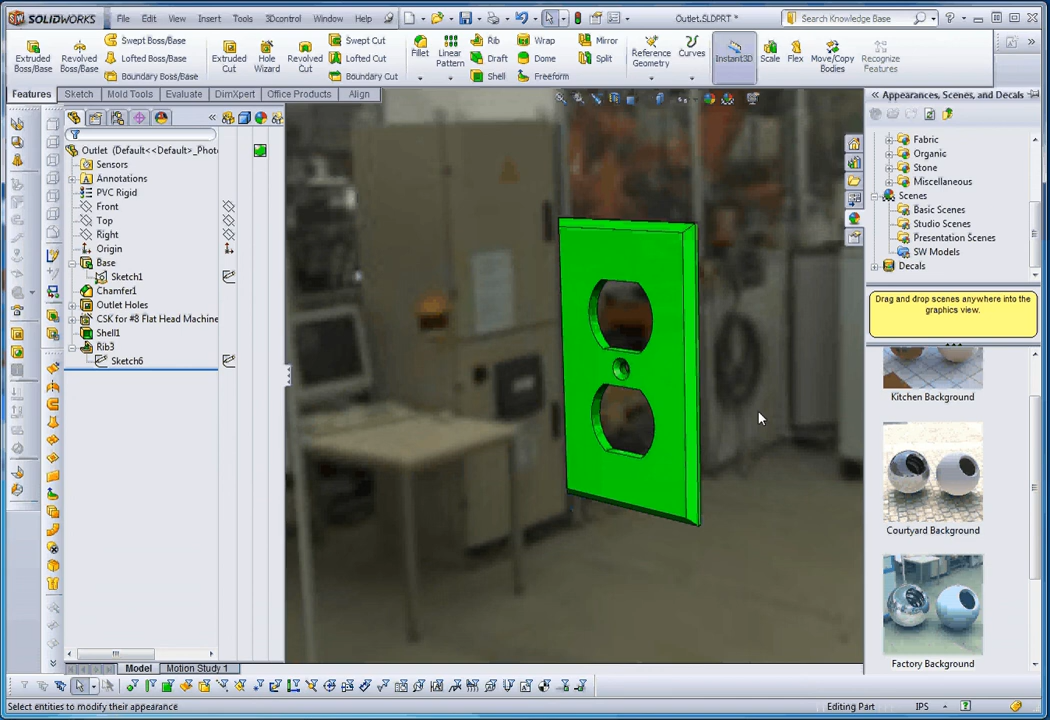 SOLIDWORKS File Edit View Insert Tools 3Dcontrol Window Help Outlet.SLDPRT * Search Knowledge Base
Extruded Boss/Base
Revolved Boss/Base
Swept Boss/Base
Lofted Boss/Base
Boundary Boss/Base
Extruded Cut
Hole Wizard
Revolved Cut
Swept Cut
Lofted Cut
Boundary Cut
Fillet
Linear Pattern
Rib
Draft
Shell
Wrap
Dome
Freeform
Mirror
Split
Reference Geometry
Curves
Instant3D
Scale
Flex
Move/Copy Bodies
Recognize Features
Features Sketch Mold Tools Evaluate DimXpert Office Products Align
Outlet (Default<<Default>_Phot
Sensors
Annotations
PVC Rigid
Front
Top
Right
Origin
Base
Sketch1
Chamfer1
Outlet Holes
CSK for #8 Flat Head Machine
Shell1
Rib3
Sketch6
Appearances, Scenes, and Decals
Fabric
Organic
Stone
Miscellaneous
Scenes
Basic Scenes
Studio Scenes
Presentation Scenes
SW Models
Decals
Drag and drop scenes anywhere into the
graphics view.
Kitchen Background
Courtyard Background
Factory Background
Model Motion Study 1
Select entities to modify their appearance Editing Part IPS